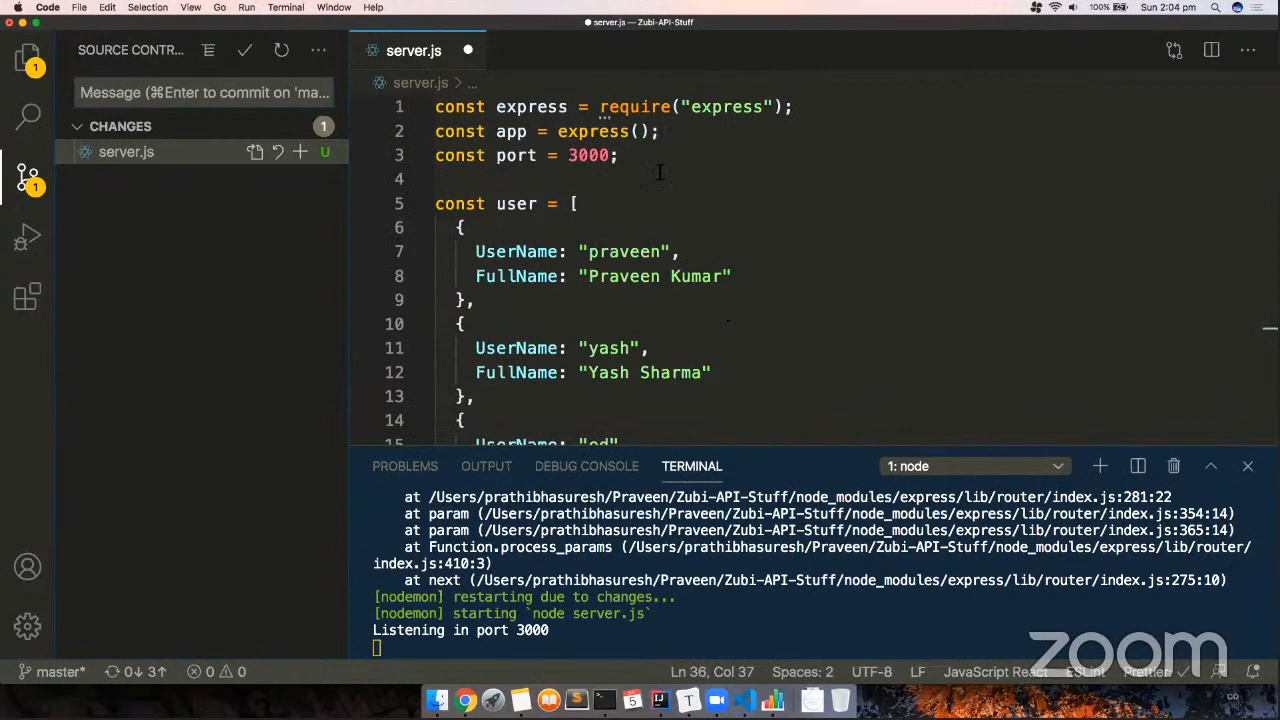 Code File Edit Selection View Go Run Terminal Window Help 100% Sun 2:04 pm
server.js — Zubi-API-Stuff
SOURCE CONTR...
server.js
Message (⌘Enter to commit on 'ma...
server.js > ...
CHANGES 1
server.js U
1
1
1 const express = require("express");
2 const app = express();
3 const port = 3000;
4
5 const user = [
6 {
7 UserName: "praveen",
8 FullName: "Praveen Kumar"
9 },
10 {
11 UserName: "yash",
12 FullName: "Yash Sharma"
13 },
14 {
15 UserName: "ed"
PROBLEMS OUTPUT DEBUG CONSOLE TERMINAL 1: node
at /Users/prathibhasuresh/Praveen/Zubi-API-Stuff/node_modules/express/lib/router/index.js:281:22
at param (/Users/prathibhasuresh/Praveen/Zubi-API-Stuff/node_modules/express/lib/router/index.js:354:14)
at param (/Users/prathibhasuresh/Praveen/Zubi-API-Stuff/node_modules/express/lib/router/index.js:365:14)
at Function.process_params (/Users/prathibhasuresh/Praveen/Zubi-API-Stuff/node_modules/express/lib/router/
index.js:410:3)
at next (/Users/prathibhasuresh/Praveen/Zubi-API-Stuff/node_modules/express/lib/router/index.js:275:10)
[nodemon] restarting due to changes...
[nodemon] starting `node server.js`
Listening in port 3000
zoom
master* 0↓ 3↑ 0 0 Ln 36, Col 37 Spaces: 2 UTF-8 LF JavaScript React ESLint Prettier
5